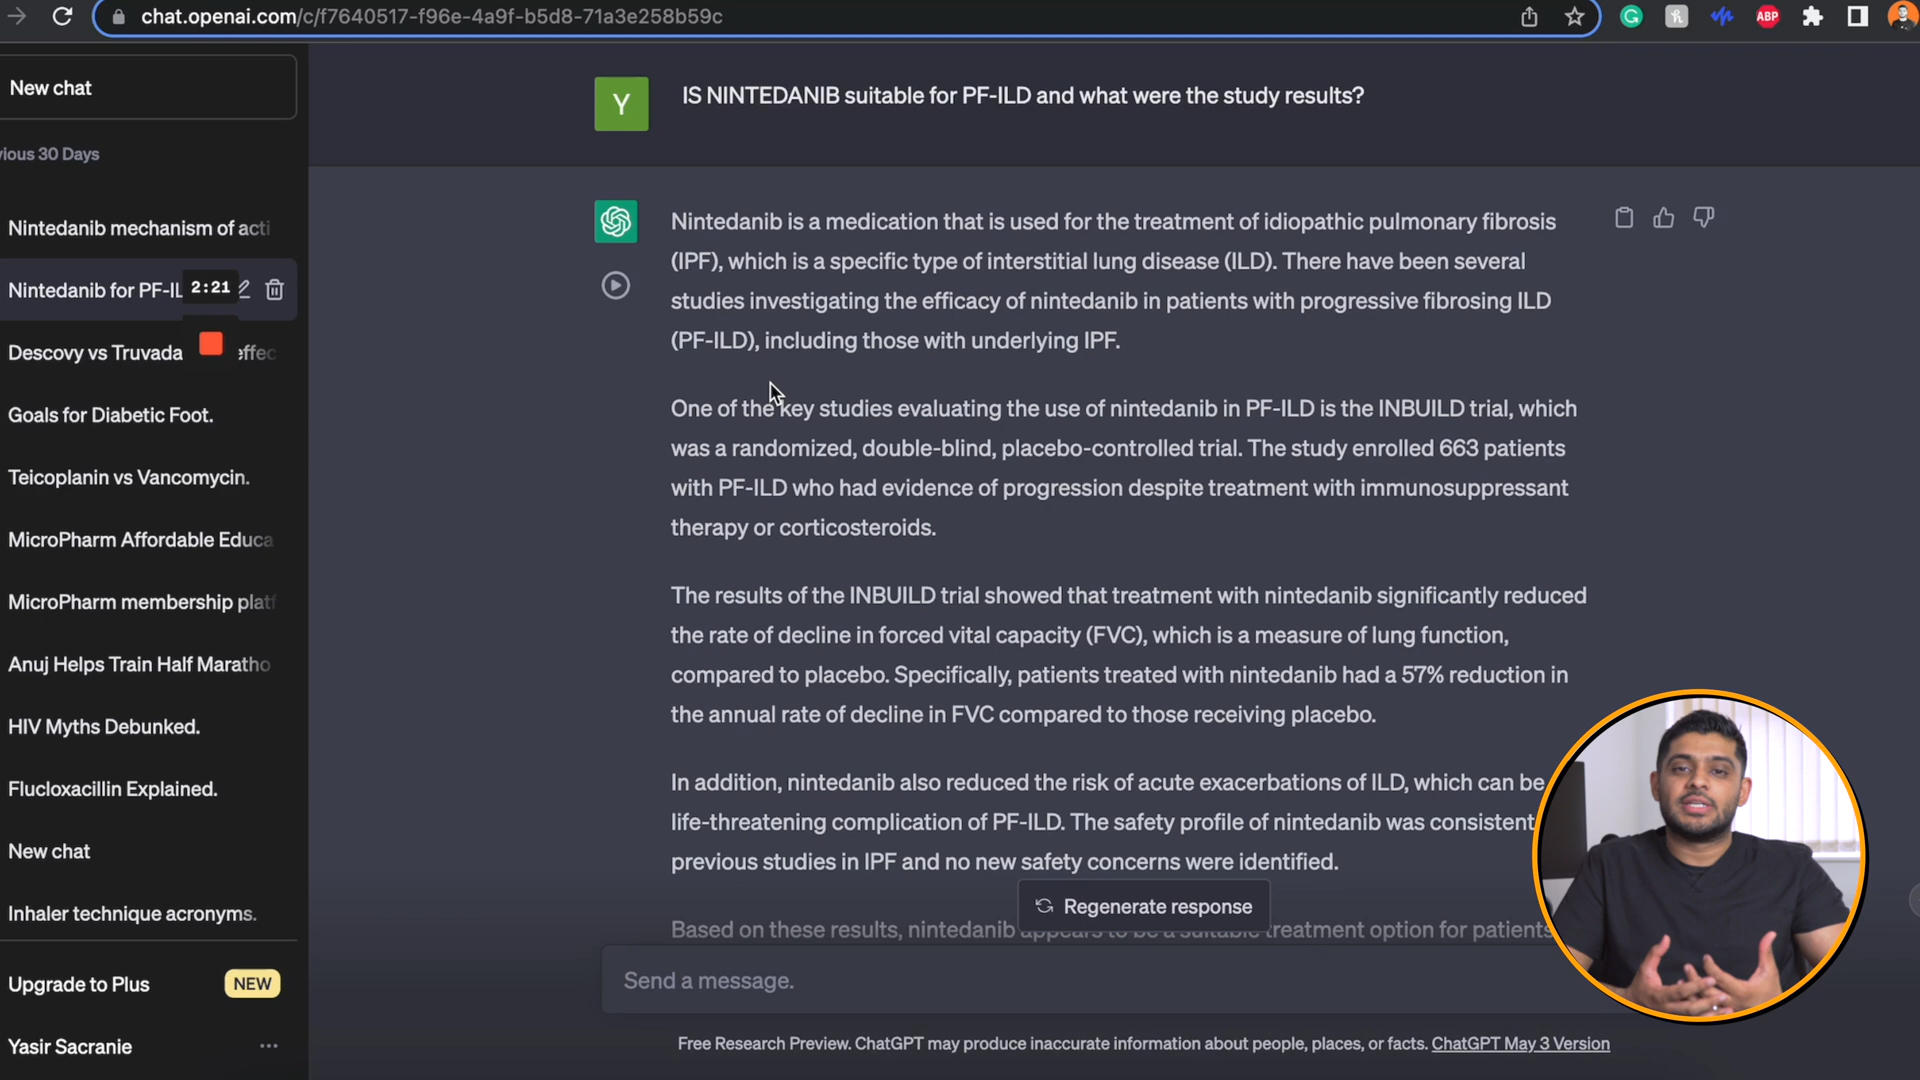 chat.openai.com/c/f7640517-f96e-4a9f-b5d8-71a3e258b59c
ABP
New chat
vious 30 Days
Nintedanib mechanism of acti
Nintedanib for PF-IL
2:21
Descovy vs Truvada
effec
Goals for Diabetic Foot.
Teicoplanin vs Vancomycin.
MicroPharm Affordable Educa
MicroPharm membership platf
Anuj Helps Train Half Maratho
HIV Myths Debunked.
Flucloxacillin Explained.
New chat
Inhaler technique acronyms.
Upgrade to Plus
NEW
Yasir Sacranie
Y
IS NINTEDANIB suitable for PF-ILD and what were the study results?
Nintedanib is a medication that is used for the treatment of idiopathic pulmonary fibrosis
(IPF), which is a specific type of interstitial lung disease (ILD). There have been several
studies investigating the efficacy of nintedanib in patients with progressive fibrosing ILD
(PF-ILD), including those with underlying IPF.
One of the key studies evaluating the use of nintedanib in PF-ILD is the INBUILD trial, which
was a randomized, double-blind, placebo-controlled trial. The study enrolled 663 patients
with PF-ILD who had evidence of progression despite treatment with immunosuppressant
therapy or corticosteroids.
The results of the INBUILD trial showed that treatment with nintedanib significantly reduced
the rate of decline in forced vital capacity (FVC), which is a measure of lung function,
compared to placebo. Specifically, patients treated with nintedanib had a 57% reduction in
the annual rate of decline in FVC compared to those receiving placebo.
In addition, nintedanib also reduced the risk of acute exacerbations of ILD, which can be
life-threatening complication of PF-ILD. The safety profile of nintedanib was consistent
previous studies in IPF and no new safety concerns were identified.
Regenerate response
Based on these results, nintedanib appears to be a suitable treatment option for patients
Send a message.
Free Research Preview. ChatGPT may produce inaccurate information about people, places, or facts. ChatGPT May 3 Version